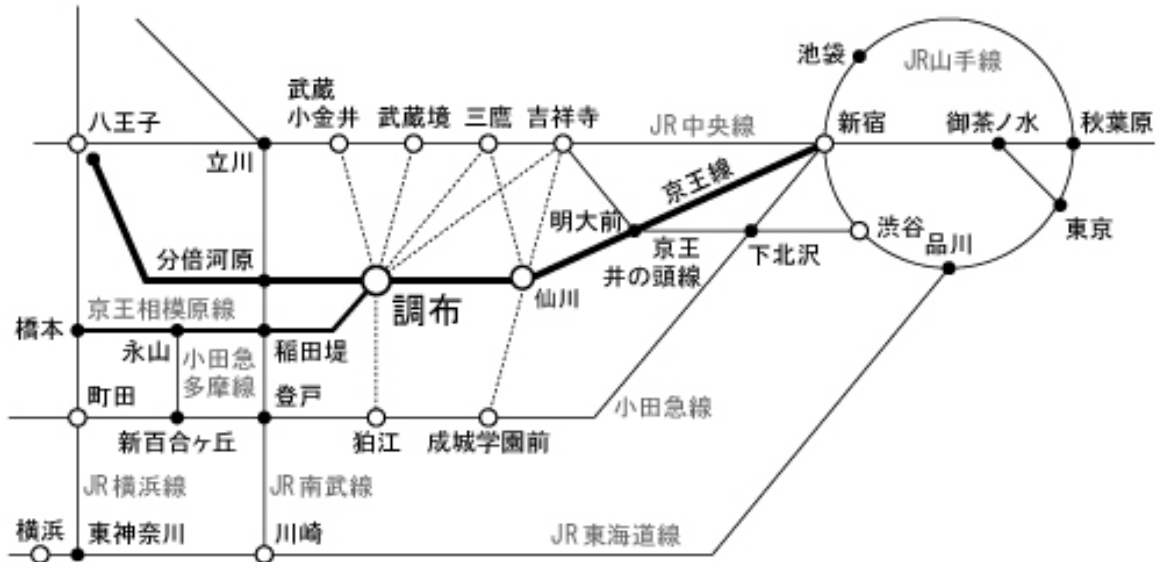 池袋
JR山手線
武蔵
小金井
武蔵境
三鷹
吉祥寺
JR中央線
新宿
御茶ノ水
秋葉原
八王子
立川
京王線
明大前
京王
井の頭線
下北沢
渋谷
品川
東京
分倍河原
調布
仙川
京王相模原線
橋本
永山
小田急
多摩線
稲田堤
町田
登戸
小田急線
新百合ヶ丘
狛江
成城学園前
JR横浜線
JR南武線
横浜
東神奈川
川崎
JR東海道線